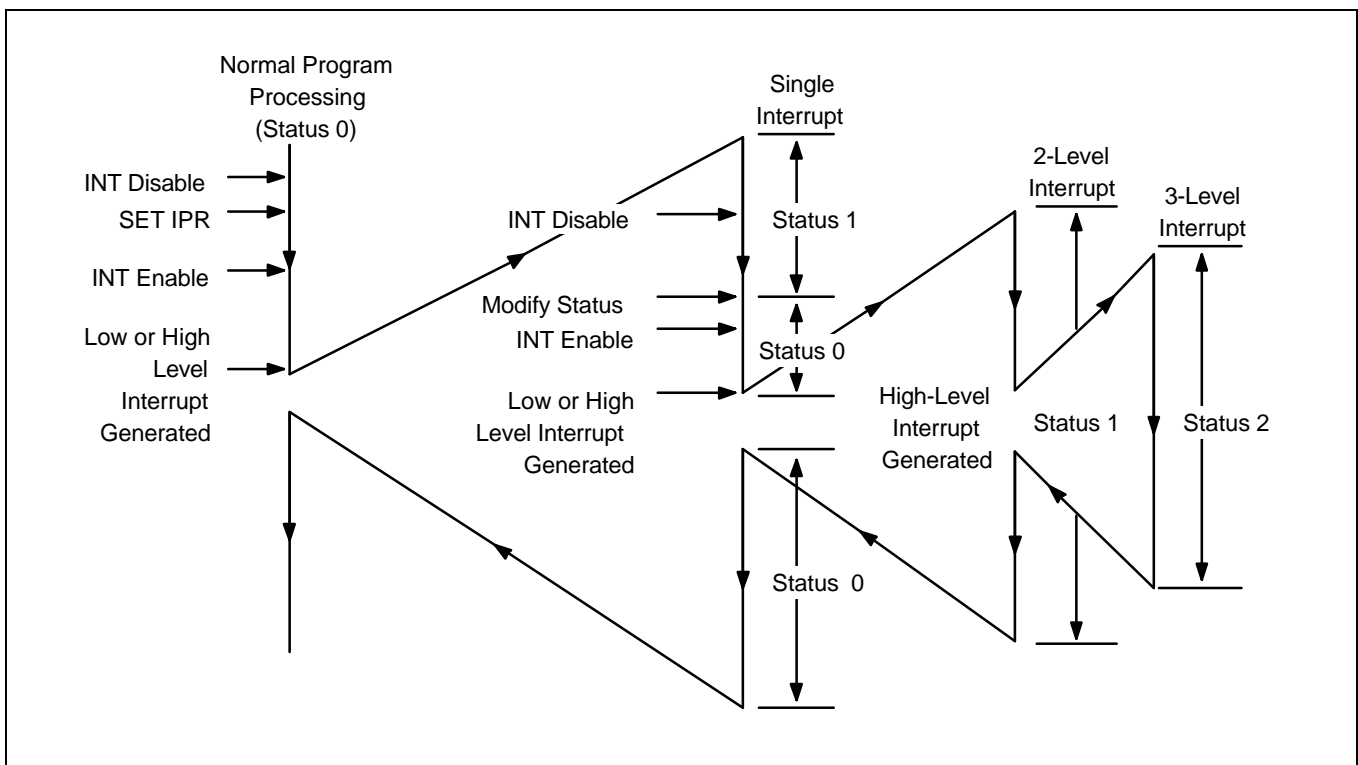 Normal Program
Processing
(Status 0)
INT Disable
SET IPR
INT Enable
Low or High
Level
Interrupt
Generated
Single
Interrupt
INT Disable
Status 1
Modify Status
INT Enable
Status 0
Low or High
Level Interrupt
Generated
Status 0
2-Level
Interrupt
High-Level
Interrupt
Generated
Status 1
3-Level
Interrupt
Status 2